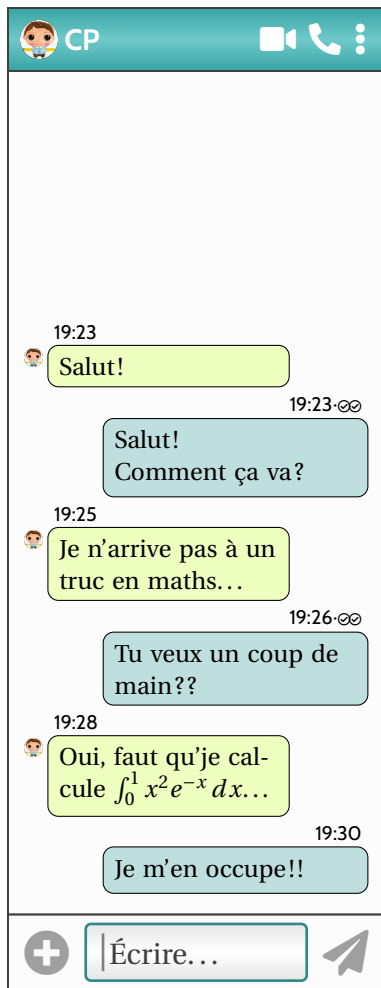 CP
19:23
Salut!
19:23
Salut!
Comment ça va?
19:25
Je n’arrive pas à un
truc en maths…
19:26
Tu veux un coup de
main??
19:28
Oui, faut qu’je cal-
cule ∫₀¹ x²e⁻ˣ dx…
19:30
Je m’en occupe!!
Écrire…